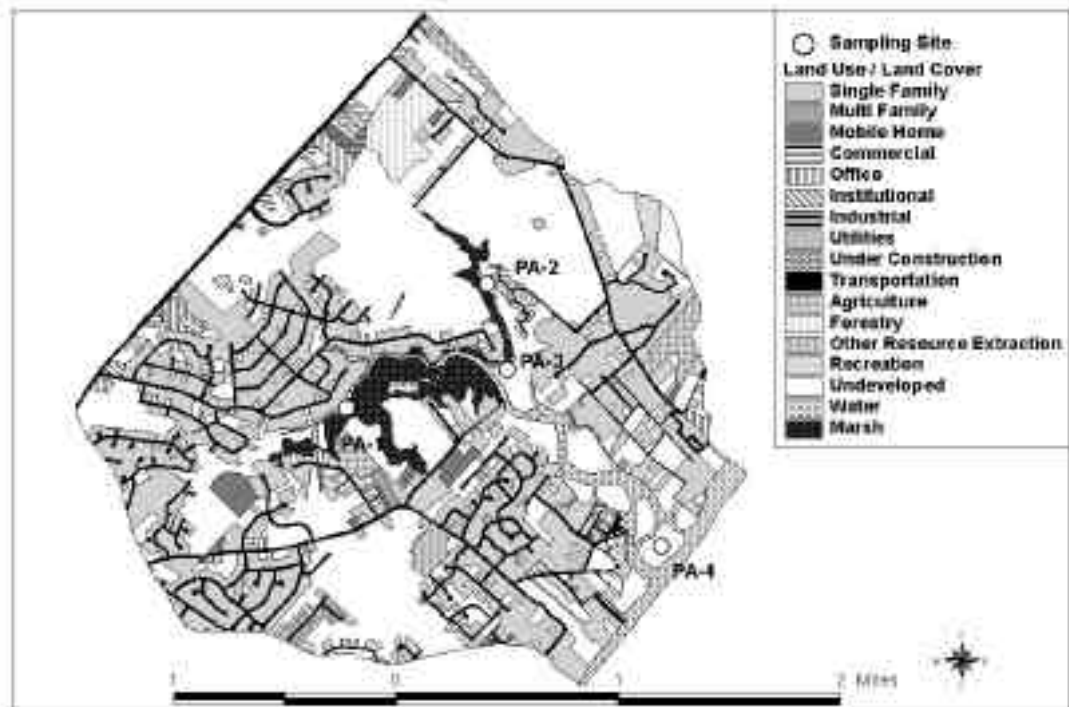 Sampling Site
Land Use / Land Cover
Single Family
Multi Family
Mobile Home
Commercial
Office
Institutional
Industrial
Utilities
Under Construction
Transportation
Agriculture
Forestry
Other Resource Extraction
Recreation
Undeveloped
Water
Marsh
PA-2
PA-3
PA-1
PA-4
1 0 1 2 Miles